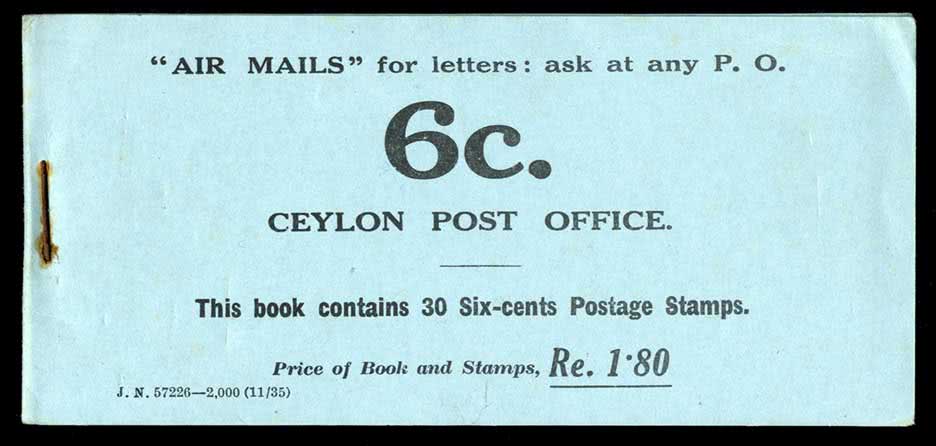 “AIR MAILS” for letters: ask at any P. O.
6c.
CEYLON POST OFFICE.
This book contains 30 Six-cents Postage Stamps.
Price of Book and Stamps, Re. 1·80
J. N. 57226—2,000 (11/35)